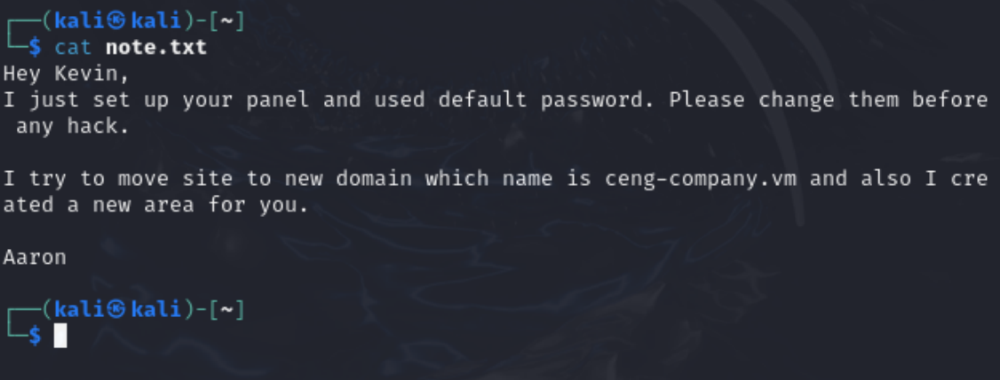 ┌──(kali㉿kali)-[~]
└─$ cat note.txt
Hey Kevin,
I just set up your panel and used default password. Please change them before
 any hack.
I try to move site to new domain which name is ceng-company.vm and also I cre
ated a new area for you.
Aaron
┌──(kali㉿kali)-[~]
└─$